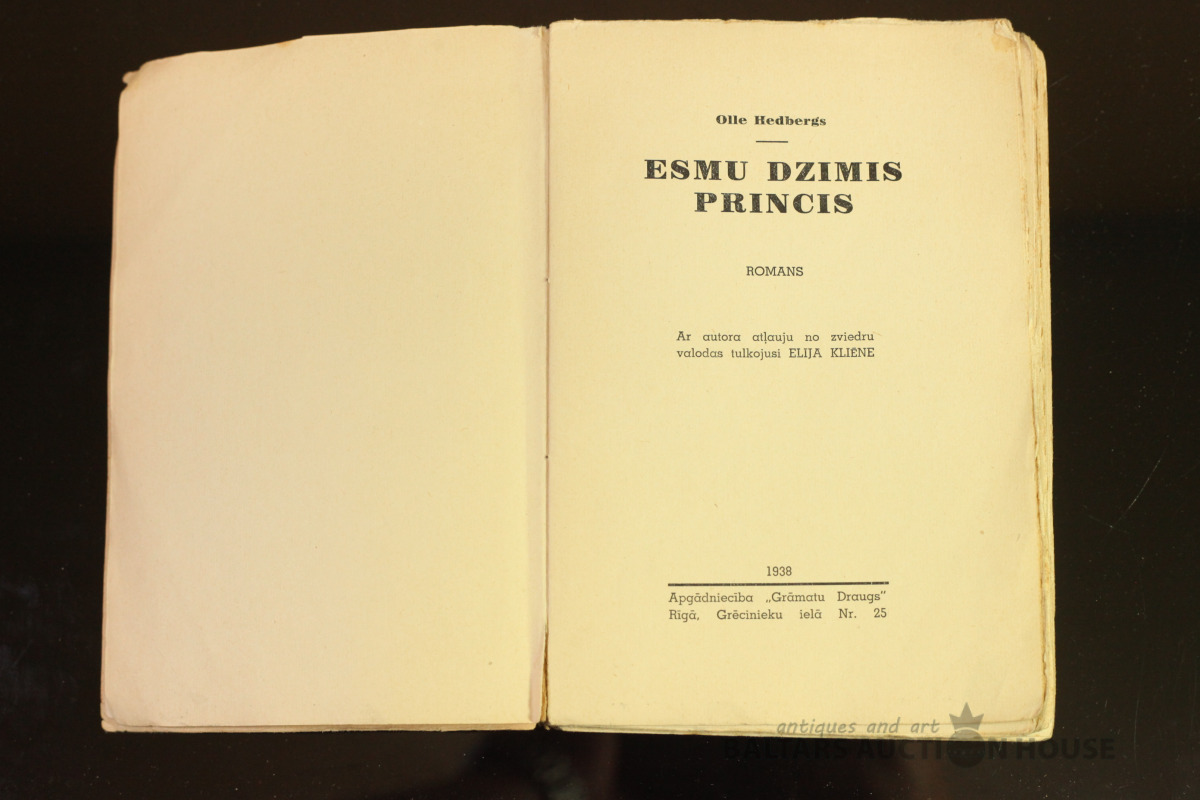 Olle Hedbergs
ESMU DZIMIS
PRINCIS
ROMANS
Ar autora atļauju no zviedru
valodas tulkojusi ELIJA KLIĒNE
1938
Apgādniecība „Grāmatu Draugs"
Rīgā, Grēcinieku ielā Nr. 25
antiques and art
BALTARS AUCTION HOUSE